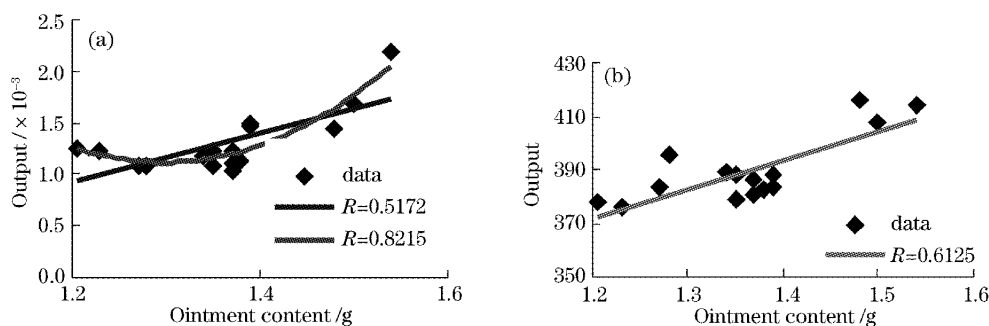 (a)
2.5
2.0
1.5
1.0
0.5
0.0
Output / × 10⁻³
data
R=0.5172
R=0.8215
1.2
1.4
1.6
Ointment content /g
(b)
430
410
390
370
350
Output
data
R=0.6125
1.2
1.3
1.4
1.5
1.6
Ointment content /g